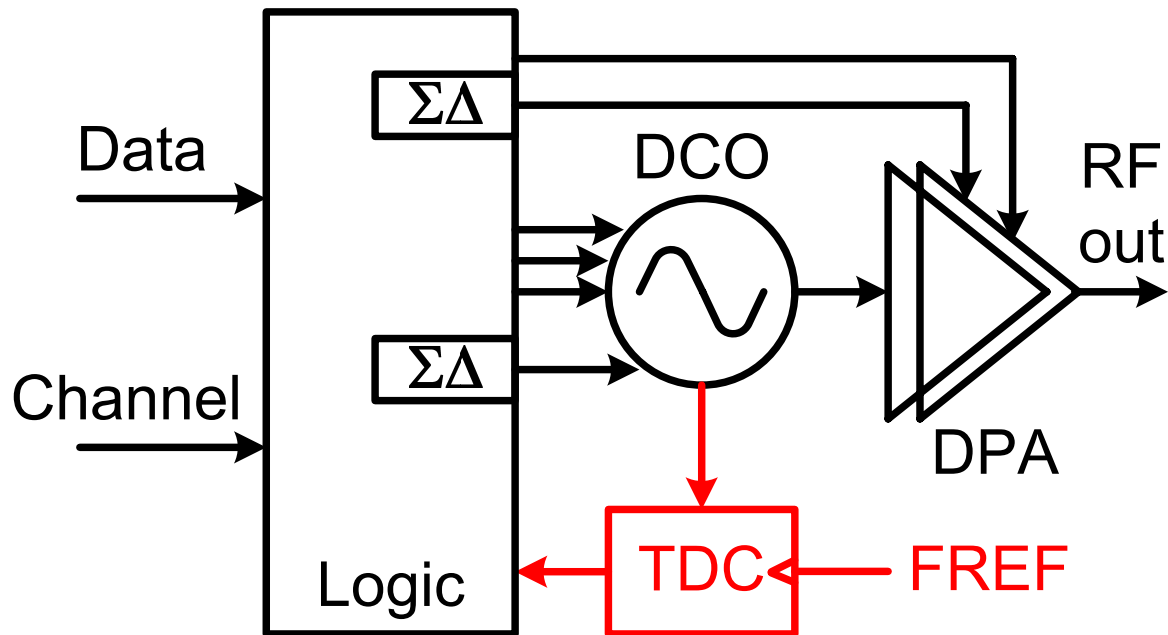 ΣΔ
DCO
Data
RF
out
ΣΔ
Channel
DPA
TDC
FREF
Logic